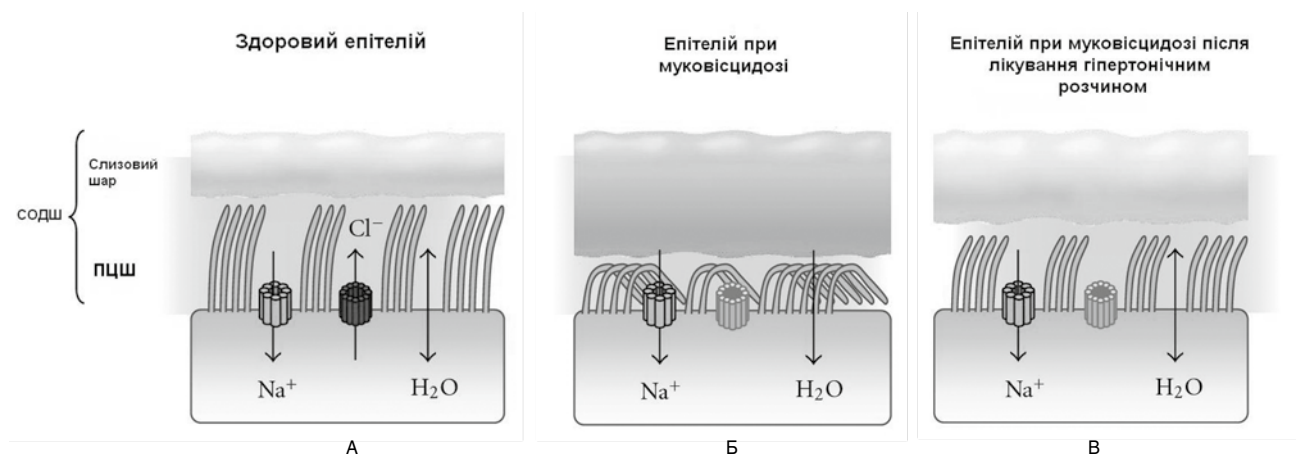 Здоровий епітелій
Епітелій при
муковісцидозі
Епітелій при муковісцидозі після
лікування гіпертонічним
розчином
Слизовий
шар
СОДШ
ПЦШ
Cl⁻
Na⁺
H₂O
Na⁺
H₂O
Na⁺
H₂O
А
Б
В